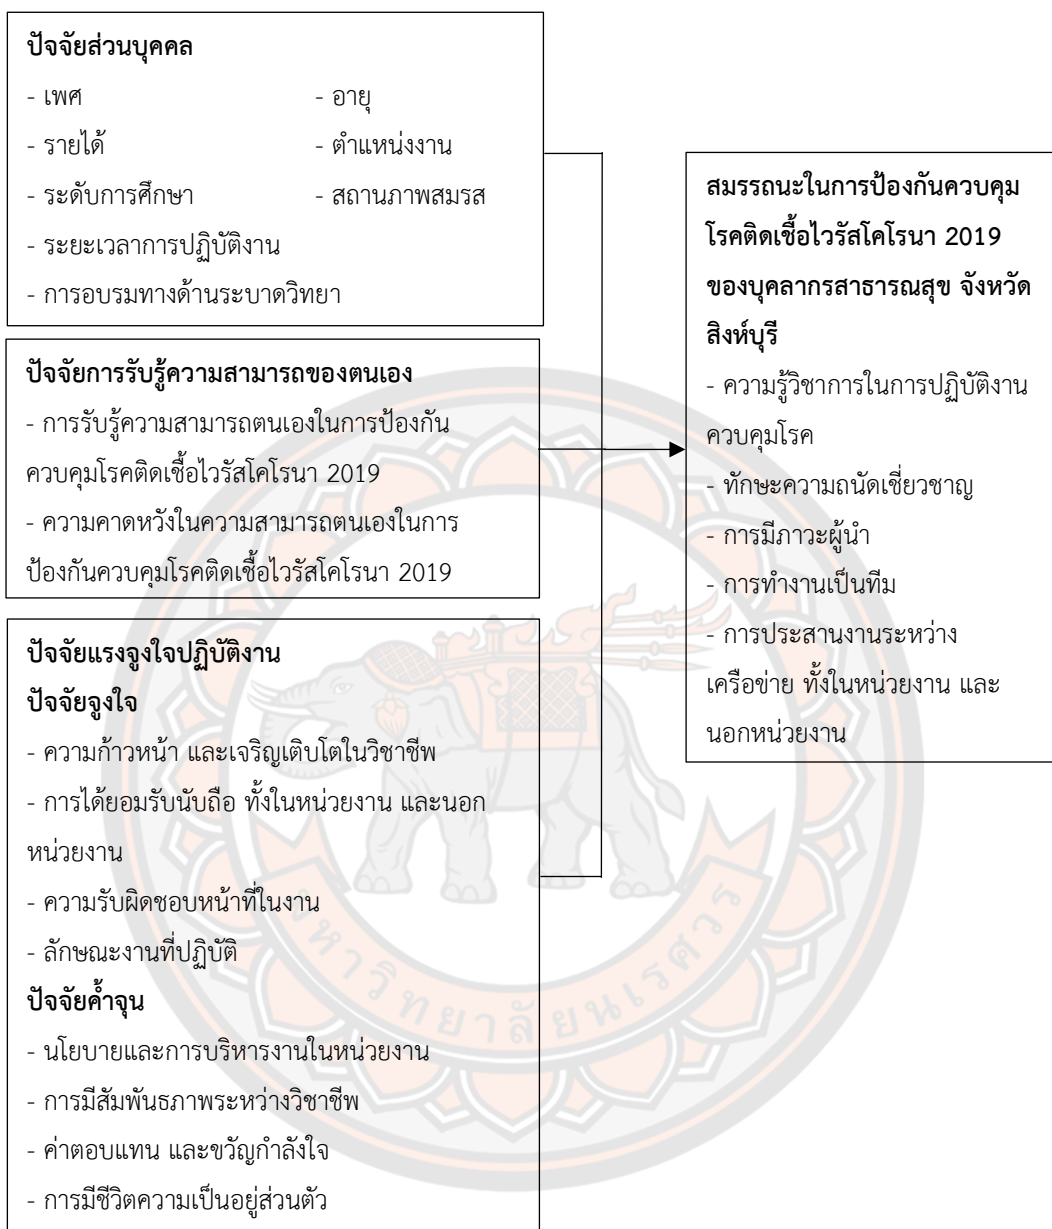 ปัจจัยส่วนบุคคล
- เพศ - อายุ
- รายได้ - ตำแหน่งงาน
- ระดับการศึกษา - สถานภาพสมรส
- ระยะเวลาการปฏิบัติงาน
- การอบรมทางด้านระบาดวิทยา
ปัจจัยการรับรู้ความสามารถของตนเอง
- การรับรู้ความสามารถตนเองในการป้องกัน
ควบคุมโรคติดเชื้อไวรัสโคโรนา 2019
- ความคาดหวังในความสามารถตนเองในการ
ป้องกันควบคุมโรคติดเชื้อไวรัสโคโรนา 2019
ปัจจัยแรงจูงใจปฏิบัติงาน
ปัจจัยจูงใจ
- ความก้าวหน้า และเจริญเติบโตในวิชาชีพ
- การได้ยอมรับนับถือ ทั้งในหน่วยงาน และนอก
หน่วยงาน
- ความรับผิดชอบหน้าที่ในงาน
- ลักษณะงานที่ปฏิบัติ
ปัจจัยค้ำจุน
- นโยบายและการบริหารงานในหน่วยงาน
- การมีสัมพันธภาพระหว่างวิชาชีพ
- ค่าตอบแทน และขวัญกำลังใจ
- การมีชีวิตความเป็นอยู่ส่วนตัว
สมรรถนะในการป้องกันควบคุม
โรคติดเชื้อไวรัสโคโรนา 2019
ของบุคลากรสาธารณสุข จังหวัด
สิงห์บุรี
- ความรู้วิชาการในการปฏิบัติงาน
ควบคุมโรค
- ทักษะความถนัดเชี่ยวชาญ
- การมีภาวะผู้นำ
- การทำงานเป็นทีม
- การประสานงานระหว่าง
เครือข่าย ทั้งในหน่วยงาน และ
นอกหน่วยงาน
มหาวิทยาลัยนเรศวร